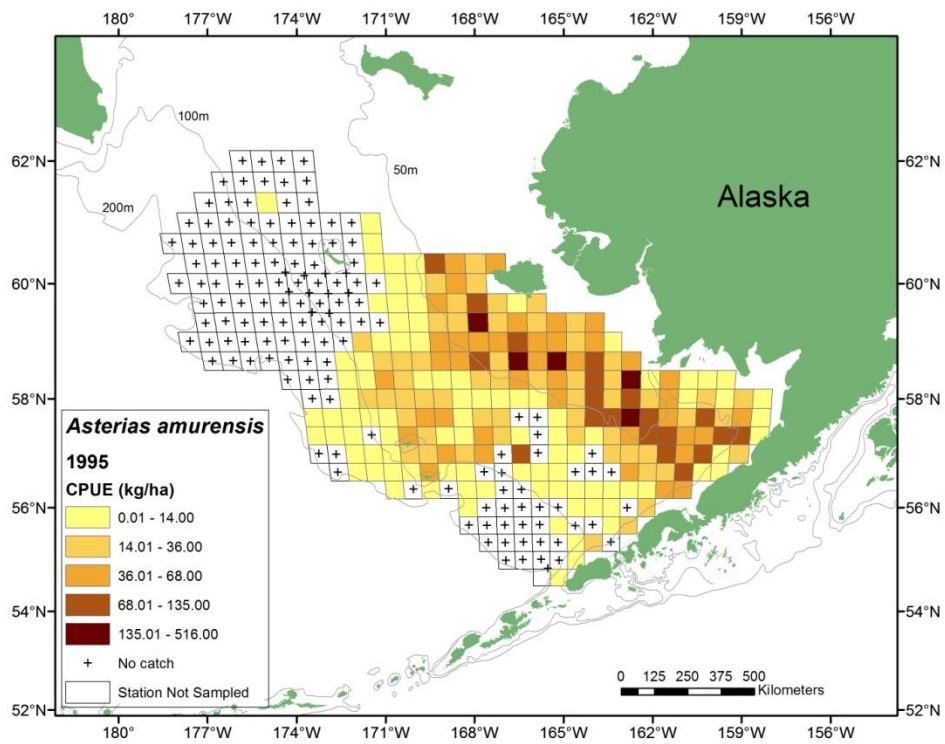 180° 177°W 174°W 171°W 168°W 165°W 162°W 159°W 156°W
100m
62°N 62°N
50m
200m
Alaska
60°N 60°N
58°N 58°N
Asterias amurensis
1995
CPUE (kg/ha)
0.01 - 14.00
14.01 - 36.00
36.01 - 68.00
68.01 - 135.00
135.01 - 516.00
+ No catch
Station Not Sampled
56°N 56°N
54°N 54°N
0 125 250 375 500
Kilometers
52°N 52°N
180° 177°W 174°W 171°W 168°W 165°W 162°W 159°W 156°W